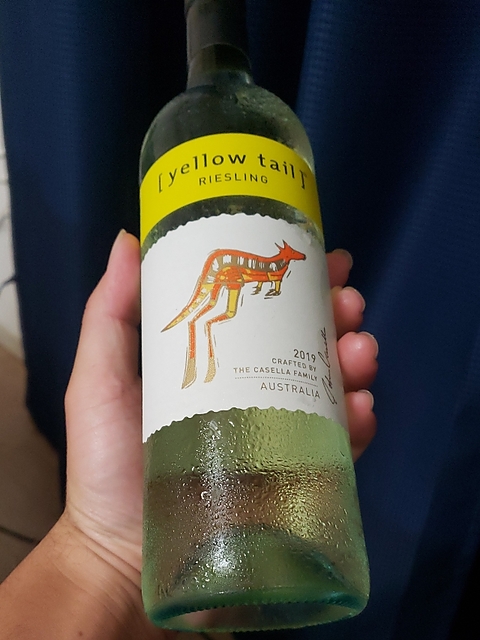 [ yellow tail ]
RIESLING
2019
CRAFTED BY
THE CASELLA FAMILY
AUSTRALIA